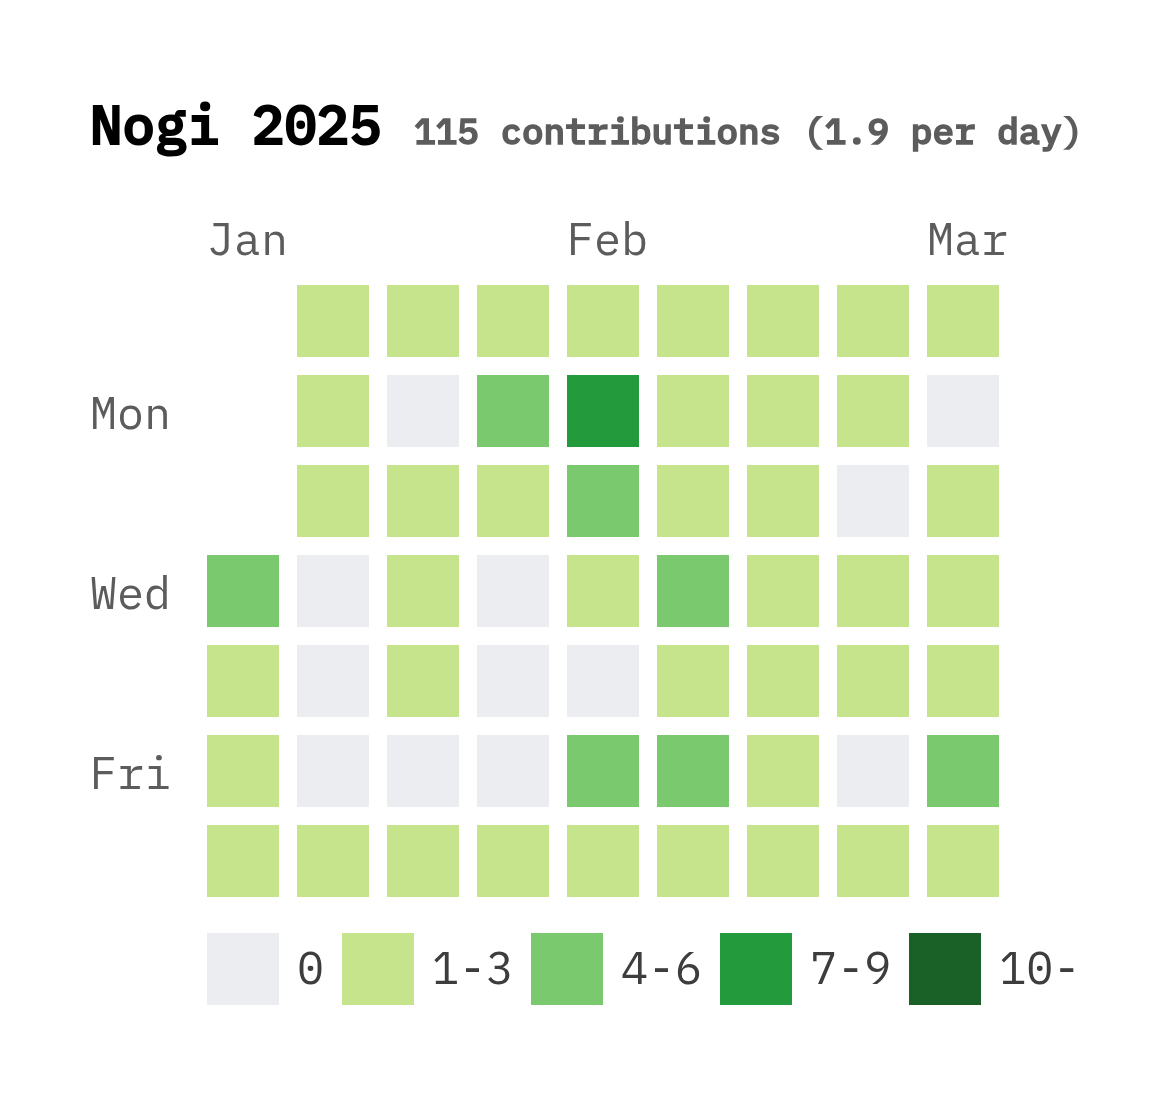 Nogi 2025 115 contributions (1.9 per day)
Jan Feb Mar
Mon
Wed
Fri
0 1-3 4-6 7-9 10-